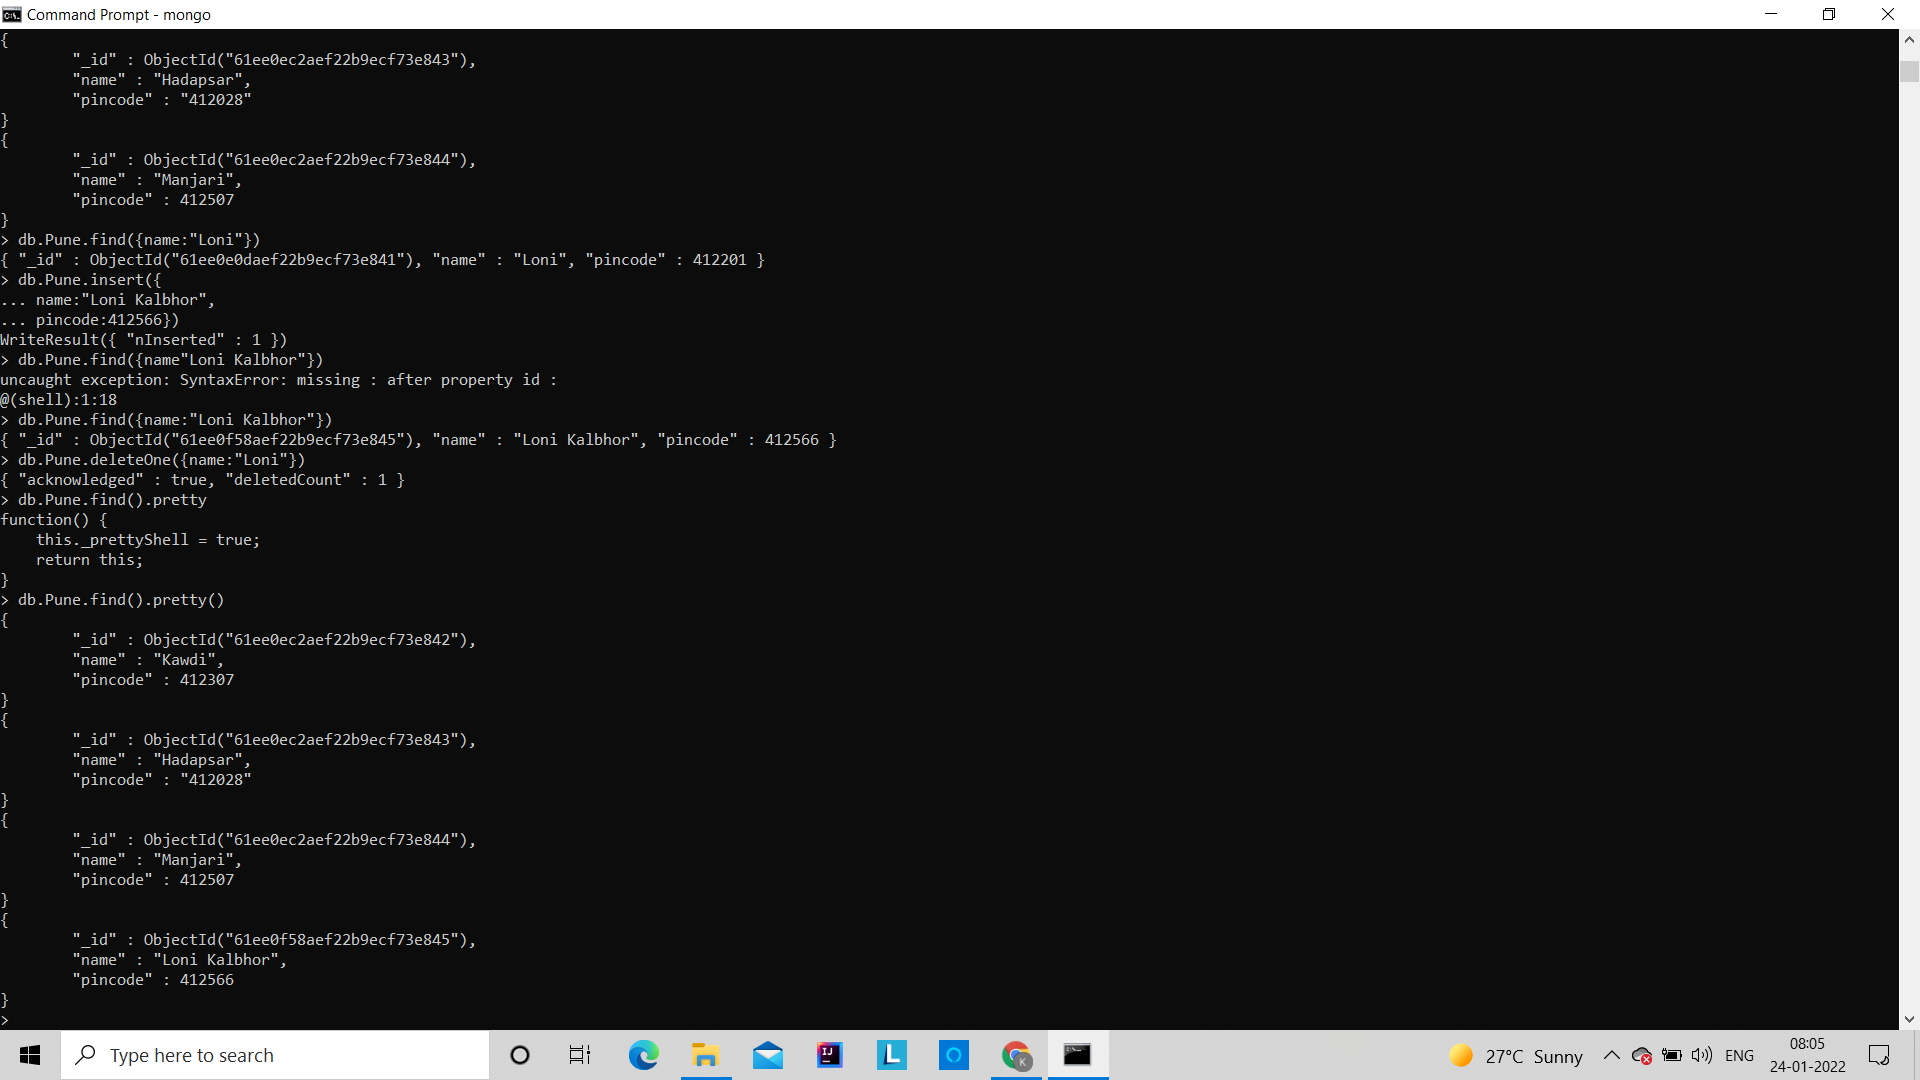 Command Prompt - mongo
{
        "_id" : ObjectId("61ee0ec2aef22b9ecf73e843"),
        "name" : "Hadapsar",
        "pincode" : "412028"
}
{
        "_id" : ObjectId("61ee0ec2aef22b9ecf73e844"),
        "name" : "Manjari",
        "pincode" : 412507
}
> db.Pune.find({name:"Loni"})
{ "_id" : ObjectId("61ee0e0daef22b9ecf73e841"), "name" : "Loni", "pincode" : 412201 }
> db.Pune.insert({
... name:"Loni Kalbhor",
... pincode:412566})
WriteResult({ "nInserted" : 1 })
> db.Pune.find({name"Loni Kalbhor"})
uncaught exception: SyntaxError: missing : after property id :
@(shell):1:18
> db.Pune.find({name:"Loni Kalbhor"})
{ "_id" : ObjectId("61ee0f58aef22b9ecf73e845"), "name" : "Loni Kalbhor", "pincode" : 412566 }
> db.Pune.deleteOne({name:"Loni"})
{ "acknowledged" : true, "deletedCount" : 1 }
> db.Pune.find().pretty
function() {
    this._prettyShell = true;
    return this;
}
> db.Pune.find().pretty()
{
        "_id" : ObjectId("61ee0ec2aef22b9ecf73e842"),
        "name" : "Kawdi",
        "pincode" : 412307
}
{
        "_id" : ObjectId("61ee0ec2aef22b9ecf73e843"),
        "name" : "Hadapsar",
        "pincode" : "412028"
}
{
        "_id" : ObjectId("61ee0ec2aef22b9ecf73e844"),
        "name" : "Manjari",
        "pincode" : 412507
}
{
        "_id" : ObjectId("61ee0f58aef22b9ecf73e845"),
        "name" : "Loni Kalbhor",
        "pincode" : 412566
}
>
Type here to search
IJ
L
K
27°C Sunny
ENG
08:05
24-01-2022